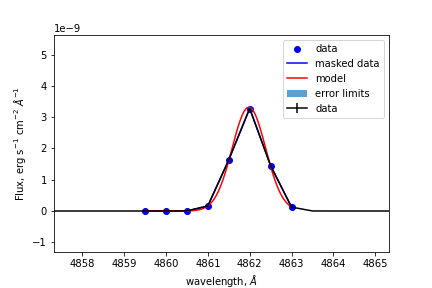 1e−9
data
masked data
model
error limits
data
5
4
3
2
1
0
−1
Flux, erg s⁻¹ cm⁻² Å⁻¹
4858 4859 4860 4861 4862 4863 4864 4865
wavelength, Å